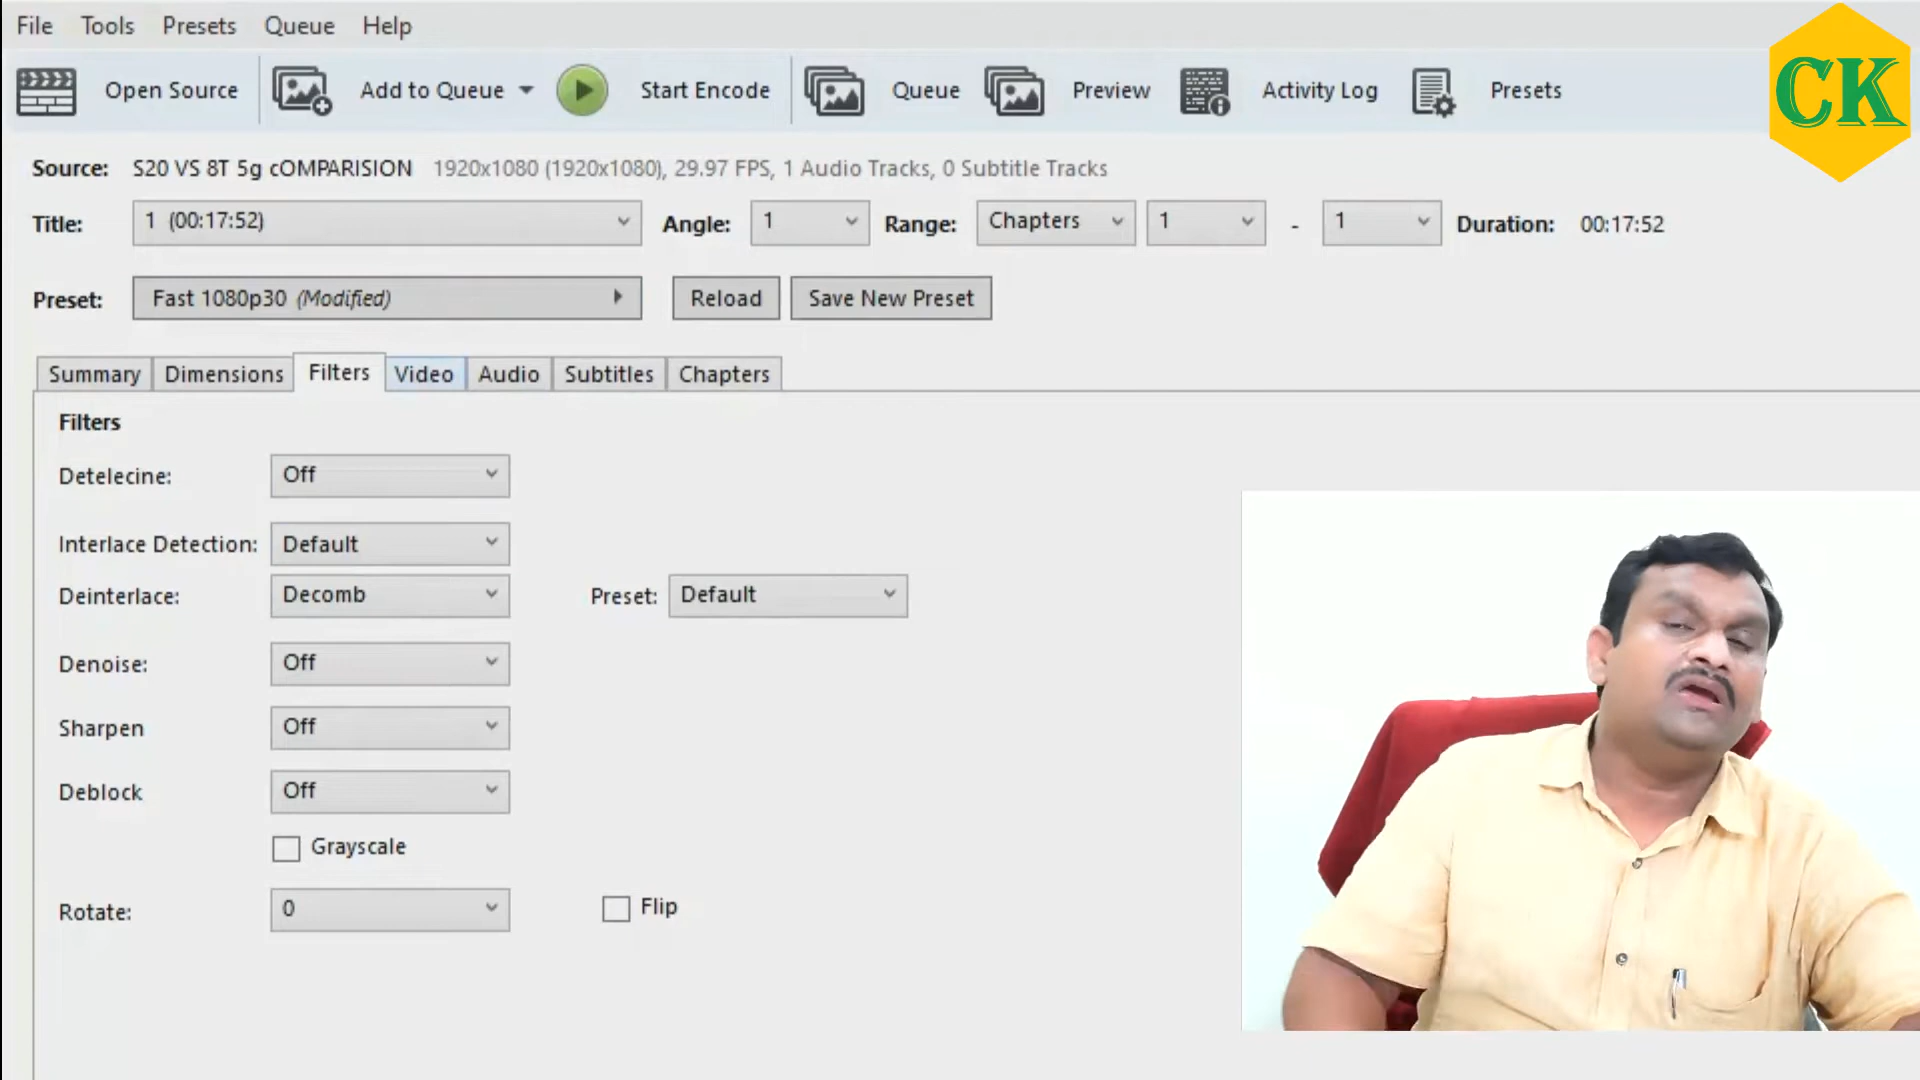 File Tools Presets Queue Help
CK
Open Source Add to Queue Start Encode Queue Preview Activity Log Presets
Source: S20 VS 8T 5g cOMPARISION 1920x1080 (1920x1080), 29.97 FPS, 1 Audio Tracks, 0 Subtitle Tracks
Title: 1 (00:17:52) Angle: 1 Range: Chapters 1 - 1 Duration: 00:17:52
Preset: Fast 1080p30 (Modified) Reload Save New Preset
Summary Dimensions Filters Video Audio Subtitles Chapters
Filters
Detelecine: Off
Interlace Detection: Default
Deinterlace: Decomb Preset: Default
Denoise: Off
Sharpen Off
Deblock Off
Grayscale
Rotate: 0 Flip